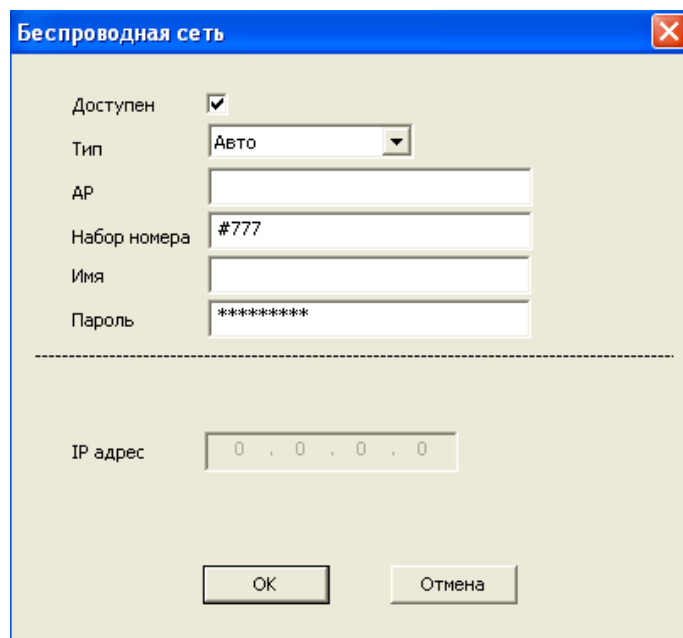 Беспроводная сеть
Доступен
Тип Авто
AP
Набор номера #777
Имя
Пароль *********
IP адрес 0 . 0 . 0 . 0
OK Отмена